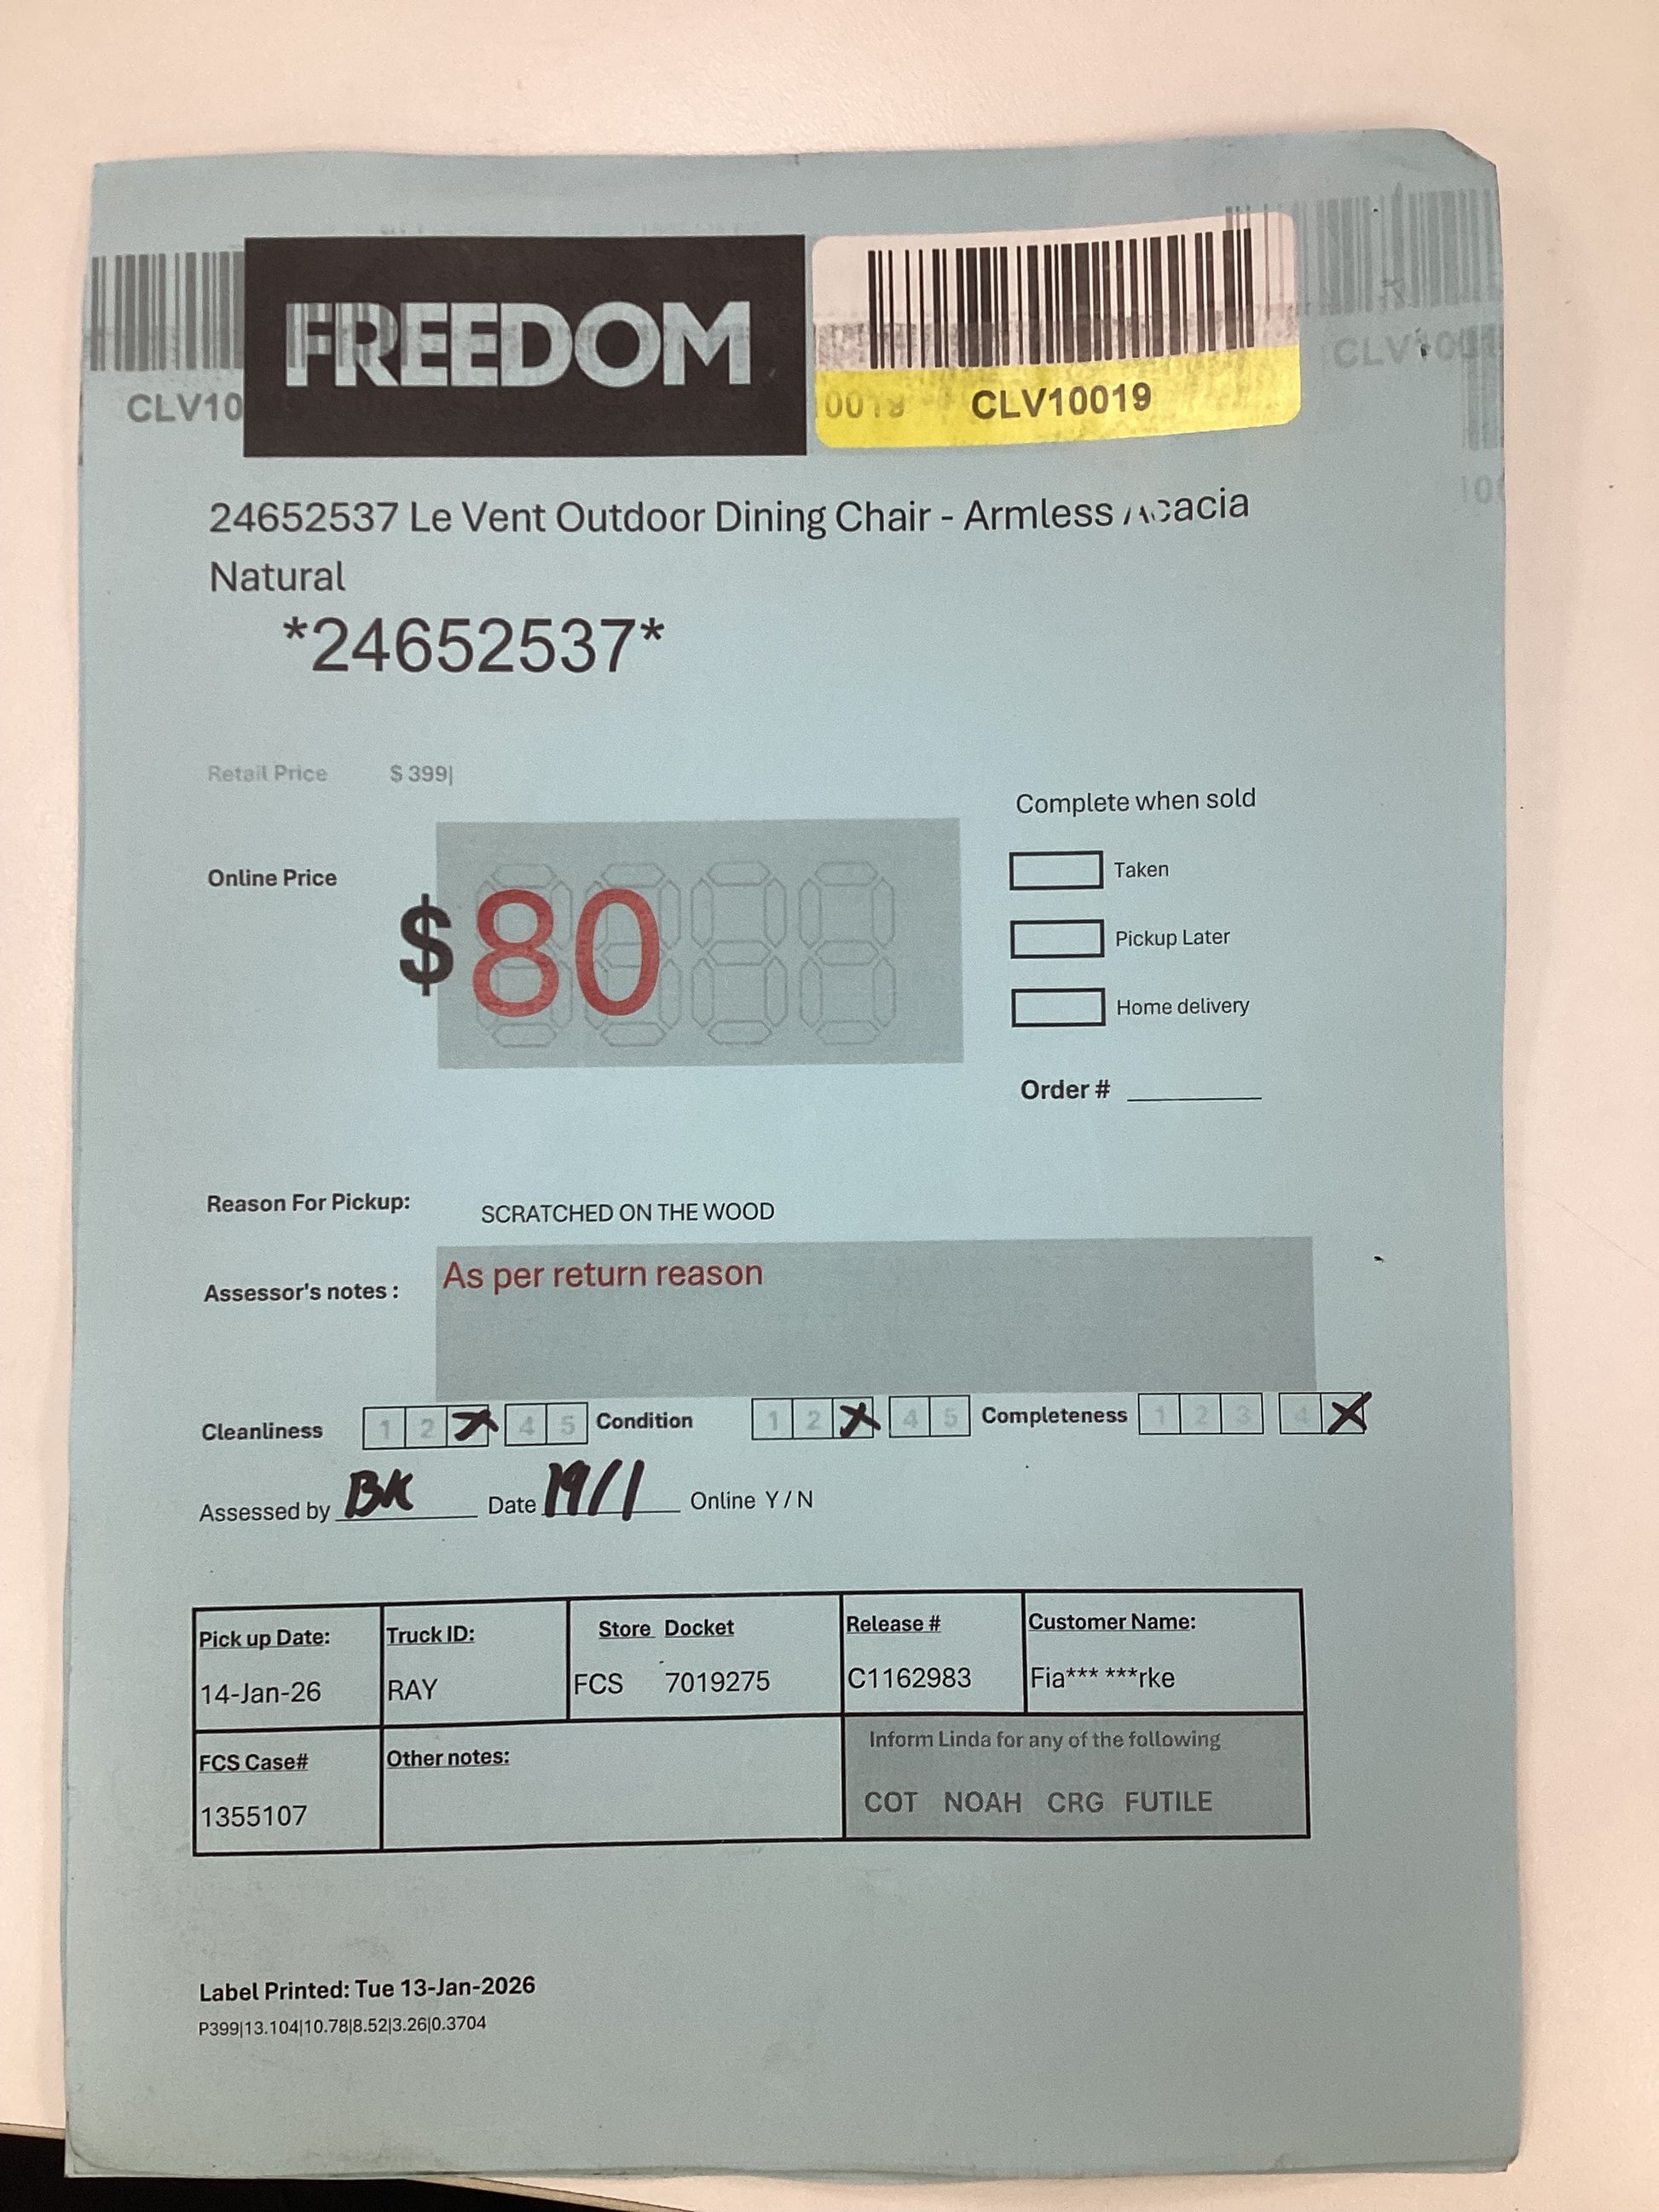 FREEDOM
CLV10019
24652537 Le Vent Outdoor Dining Chair - Armless Acacia
Natural
*24652537*
Retail Price $ 399|
Complete when sold
Online Price
$80
Taken
Pickup Later
Home delivery
Order #
Reason For Pickup: SCRATCHED ON THE WOOD
Assessor's notes : As per return reason
Cleanliness 1 2 4 5 Condition 1 2 4 5 Completeness 1 2 3 4
Assessed by BK Date 19/1 Online Y / N
Pick up Date: Truck ID: Store Docket Release # Customer Name:
14-Jan-26 RAY FCS 7019275 C1162983 Fia*** ***rke
FCS Case# Other notes: Inform Linda for any of the following
1355107 COT NOAH CRG FUTILE
Label Printed: Tue 13-Jan-2026
P399|13.104|10.78|8.52|3.26|0.3704